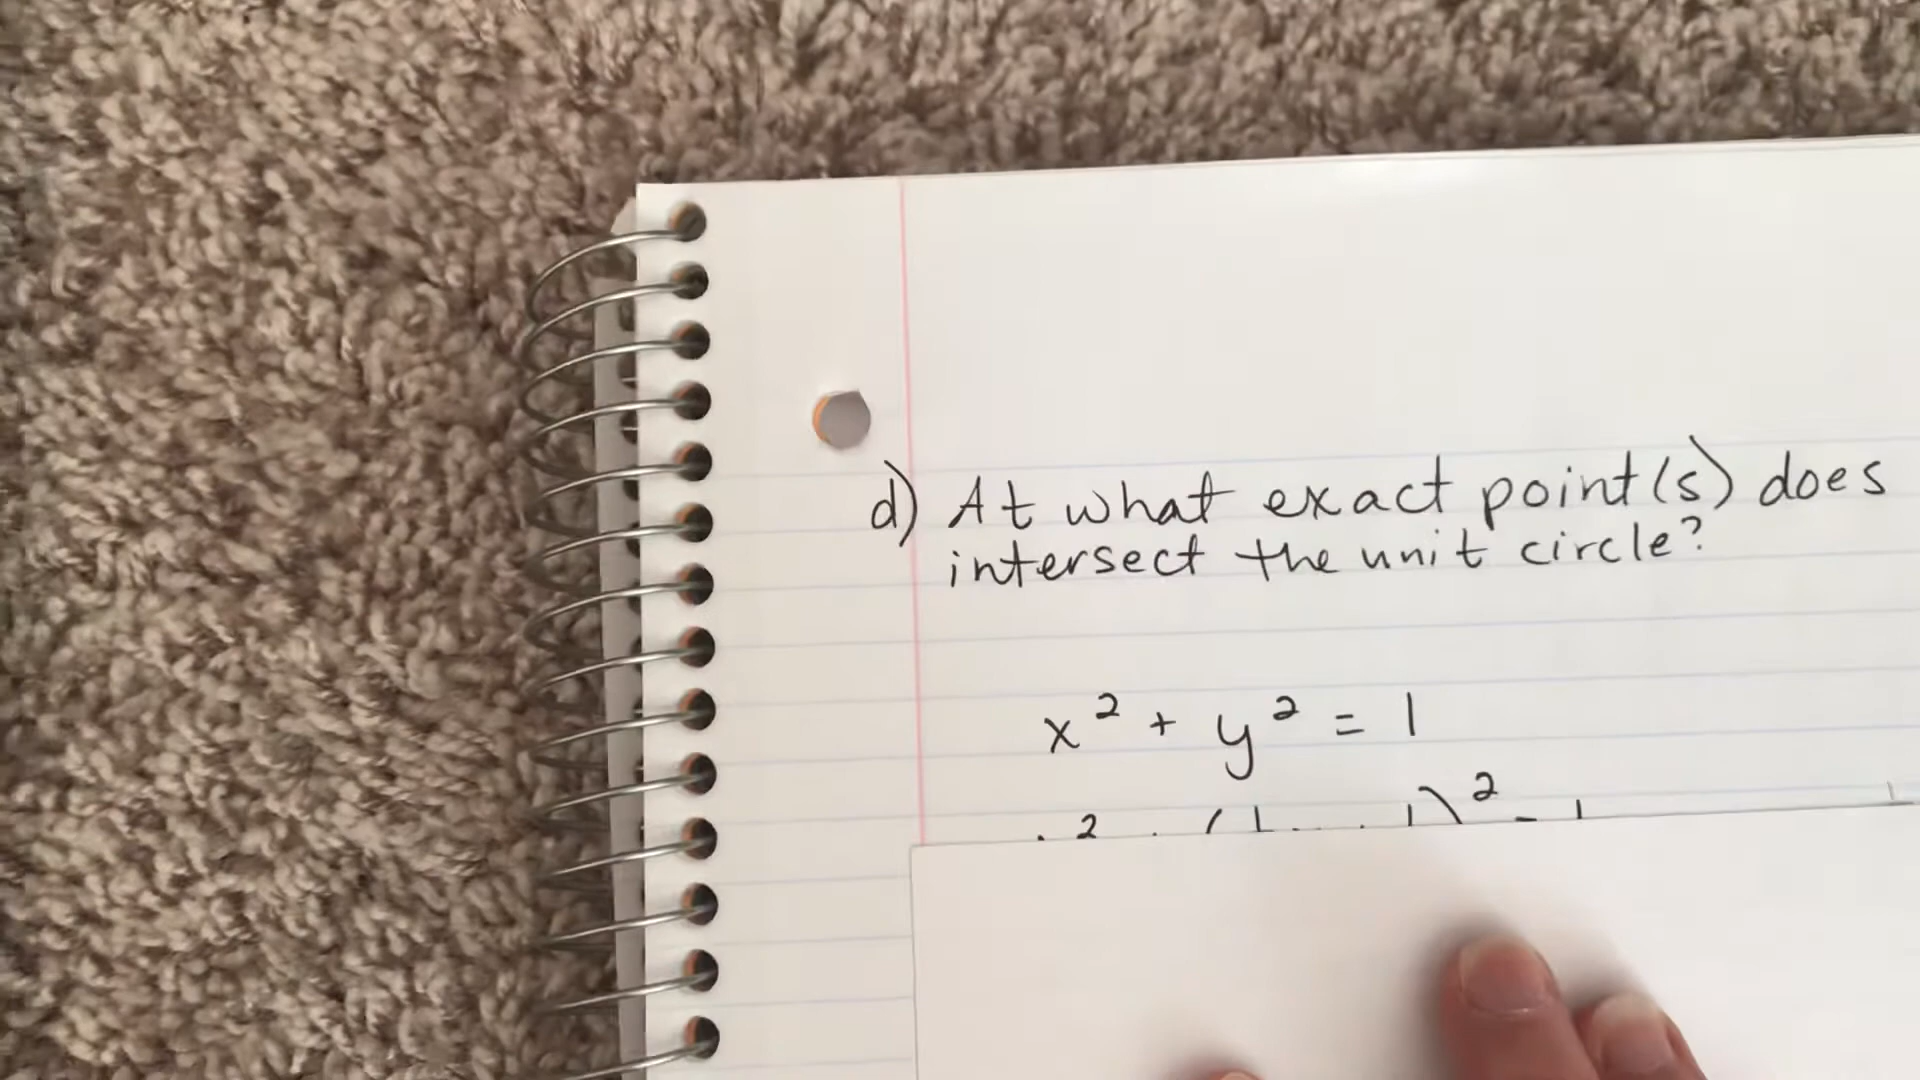 d) At what exact point(s) does
intersect the unit circle?
x² + y² = 1